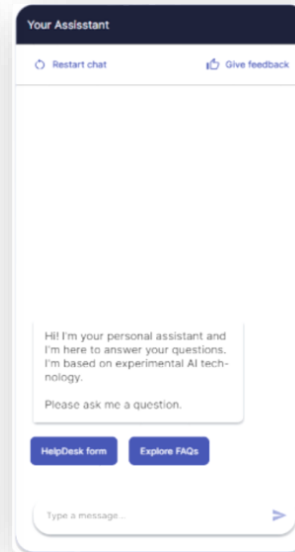 Your Assisstant
Restart chat
Give feedback
Hi! I'm your personal assistant and
I'm here to answer your questions.
I'm based on experimental AI tech-
nology.
Please ask me a question.
HelpDesk form
Explore FAQs
Type a message...